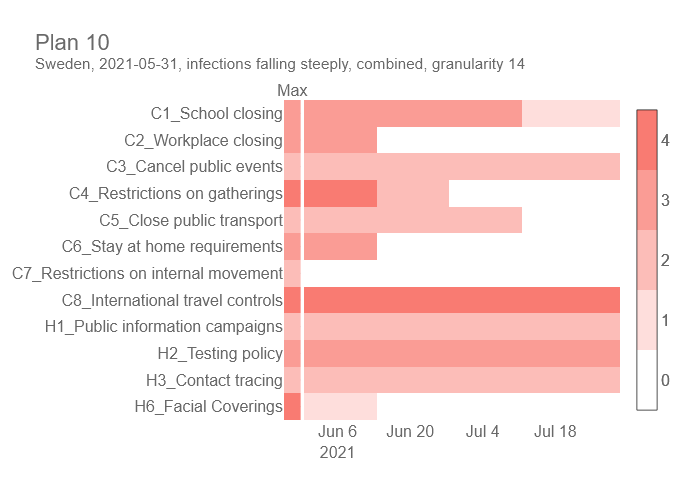 Plan 10
Sweden, 2021-05-31, infections falling steeply, combined, granularity 14
Max
C1_School closing
C2_Workplace closing
C3_Cancel public events
C4_Restrictions on gatherings
C5_Close public transport
C6_Stay at home requirements
C7_Restrictions on internal movement
C8_International travel controls
H1_Public information campaigns
H2_Testing policy
H3_Contact tracing
H6_Facial Coverings
Jun 6 Jun 20 Jul 4 Jul 18
2021
4
3
2
1
0